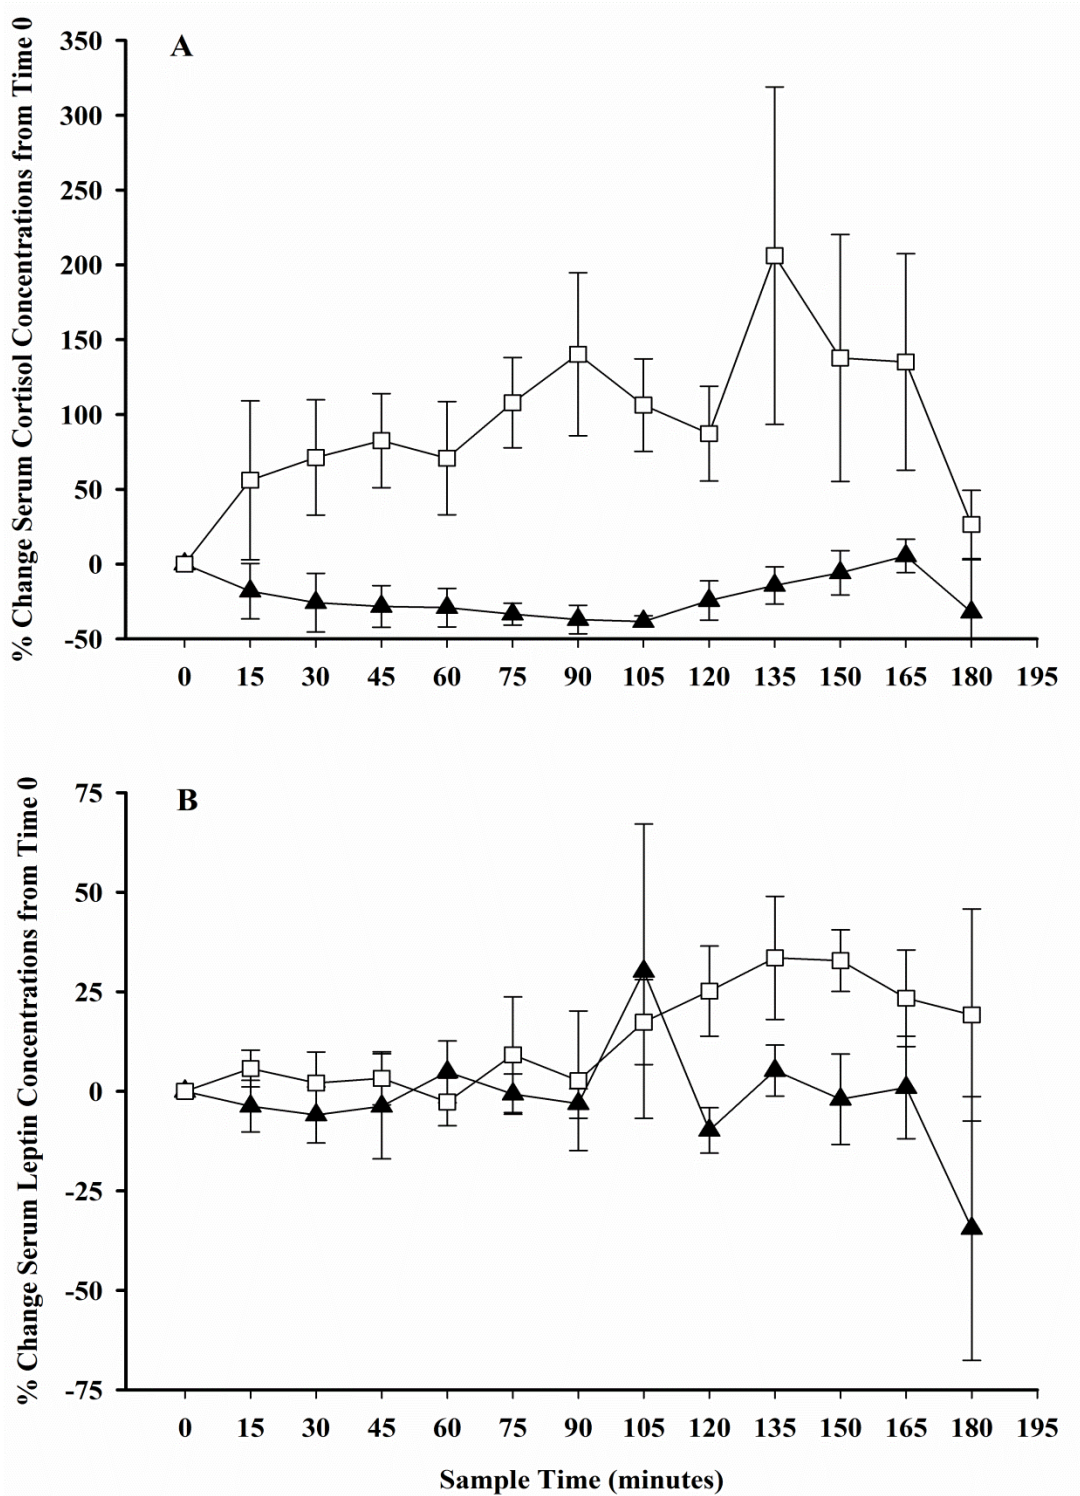 A
% Change Serum Cortisol Concentrations from Time 0
350
300
250
200
150
100
50
0
-50
0 15 30 45 60 75 90 105 120 135 150 165 180 195
B
% Change Serum Leptin Concentrations from Time 0
75
50
25
0
-25
-50
-75
0 15 30 45 60 75 90 105 120 135 150 165 180 195
Sample Time (minutes)